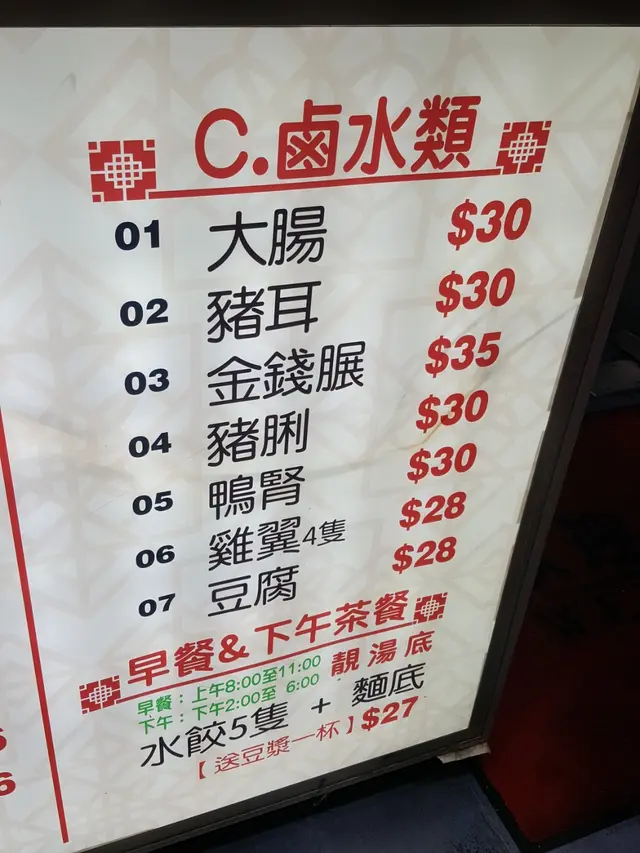 C.鹵水類
01 大腸 $30
02 豬耳 $30
03 金錢𦟌 $35
04 豬脷 $30
05 鴨腎 $30
06 雞翼4隻 $28
07 豆腐 $28
早餐&下午茶餐
早餐：上午8:00至11:00
下午：下午2:00至 6:00
靚湯底
水餃5隻 + 麵底
【送豆漿一杯】$27
6